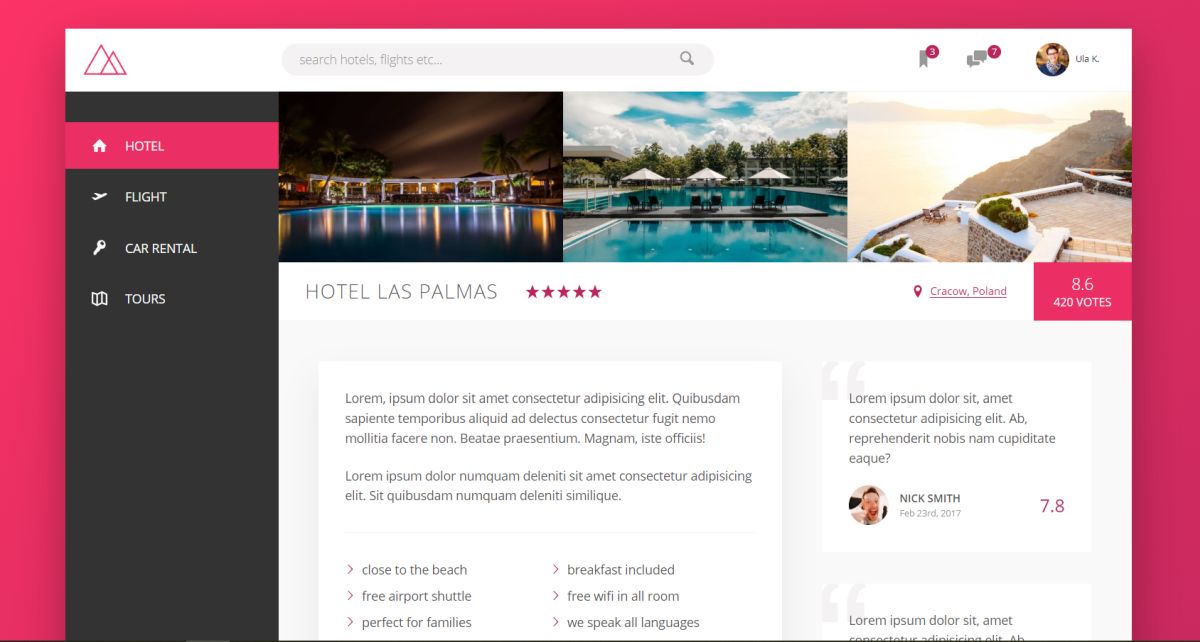 search hotels, flights etc...
3
7
Ula K.
HOTEL
FLIGHT
CAR RENTAL
TOURS
HOTEL LAS PALMAS
Cracow, Poland
8.6
420 VOTES
Lorem, ipsum dolor sit amet consectetur adipisicing elit. Quibusdam
sapiente temporibus aliquid ad delectus consectetur fugit nemo
mollitia facere non. Beatae praesentium. Magnam, iste officiis!
Lorem ipsum dolor numquam deleniti sit amet consectetur adipisicing
elit. Sit quibusdam numquam deleniti similique.
close to the beach
free airport shuttle
perfect for families
breakfast included
free wifi in all room
we speak all languages
Lorem ipsum dolor sit, amet
consectetur adipisicing elit. Ab,
reprehenderit nobis nam cupiditate
eaque?
NICK SMITH
Feb 23rd, 2017
7.8
Lorem ipsum dolor sit, amet